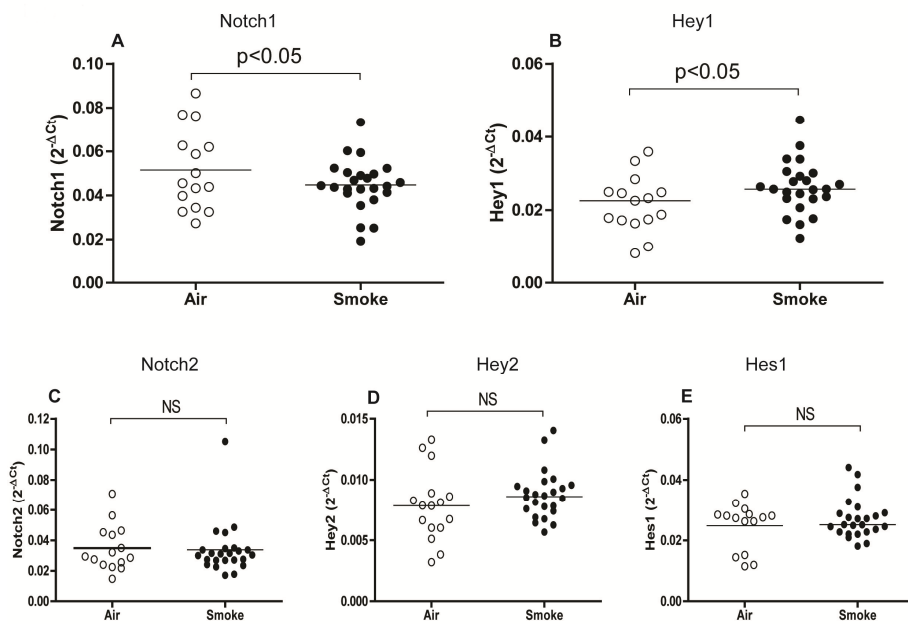 Notch1
A
p<0.05
Notch1 (2-ΔCt)
0.10
0.08
0.06
0.04
0.02
0.00
Air Smoke
Hey1
B
p<0.05
Hey1 (2-ΔCt)
0.06
0.04
0.02
0.00
Air Smoke
Notch2
C
NS
Notch2 (2-ΔCt)
0.12
0.10
0.08
0.06
0.04
0.02
0.00
Air Smoke
Hey2
D
NS
Hey2 (2-ΔCt)
0.015
0.010
0.005
0.000
Air Smoke
Hes1
E
NS
Hes1 (2-ΔCt)
0.06
0.04
0.02
0.00
Air Smoke